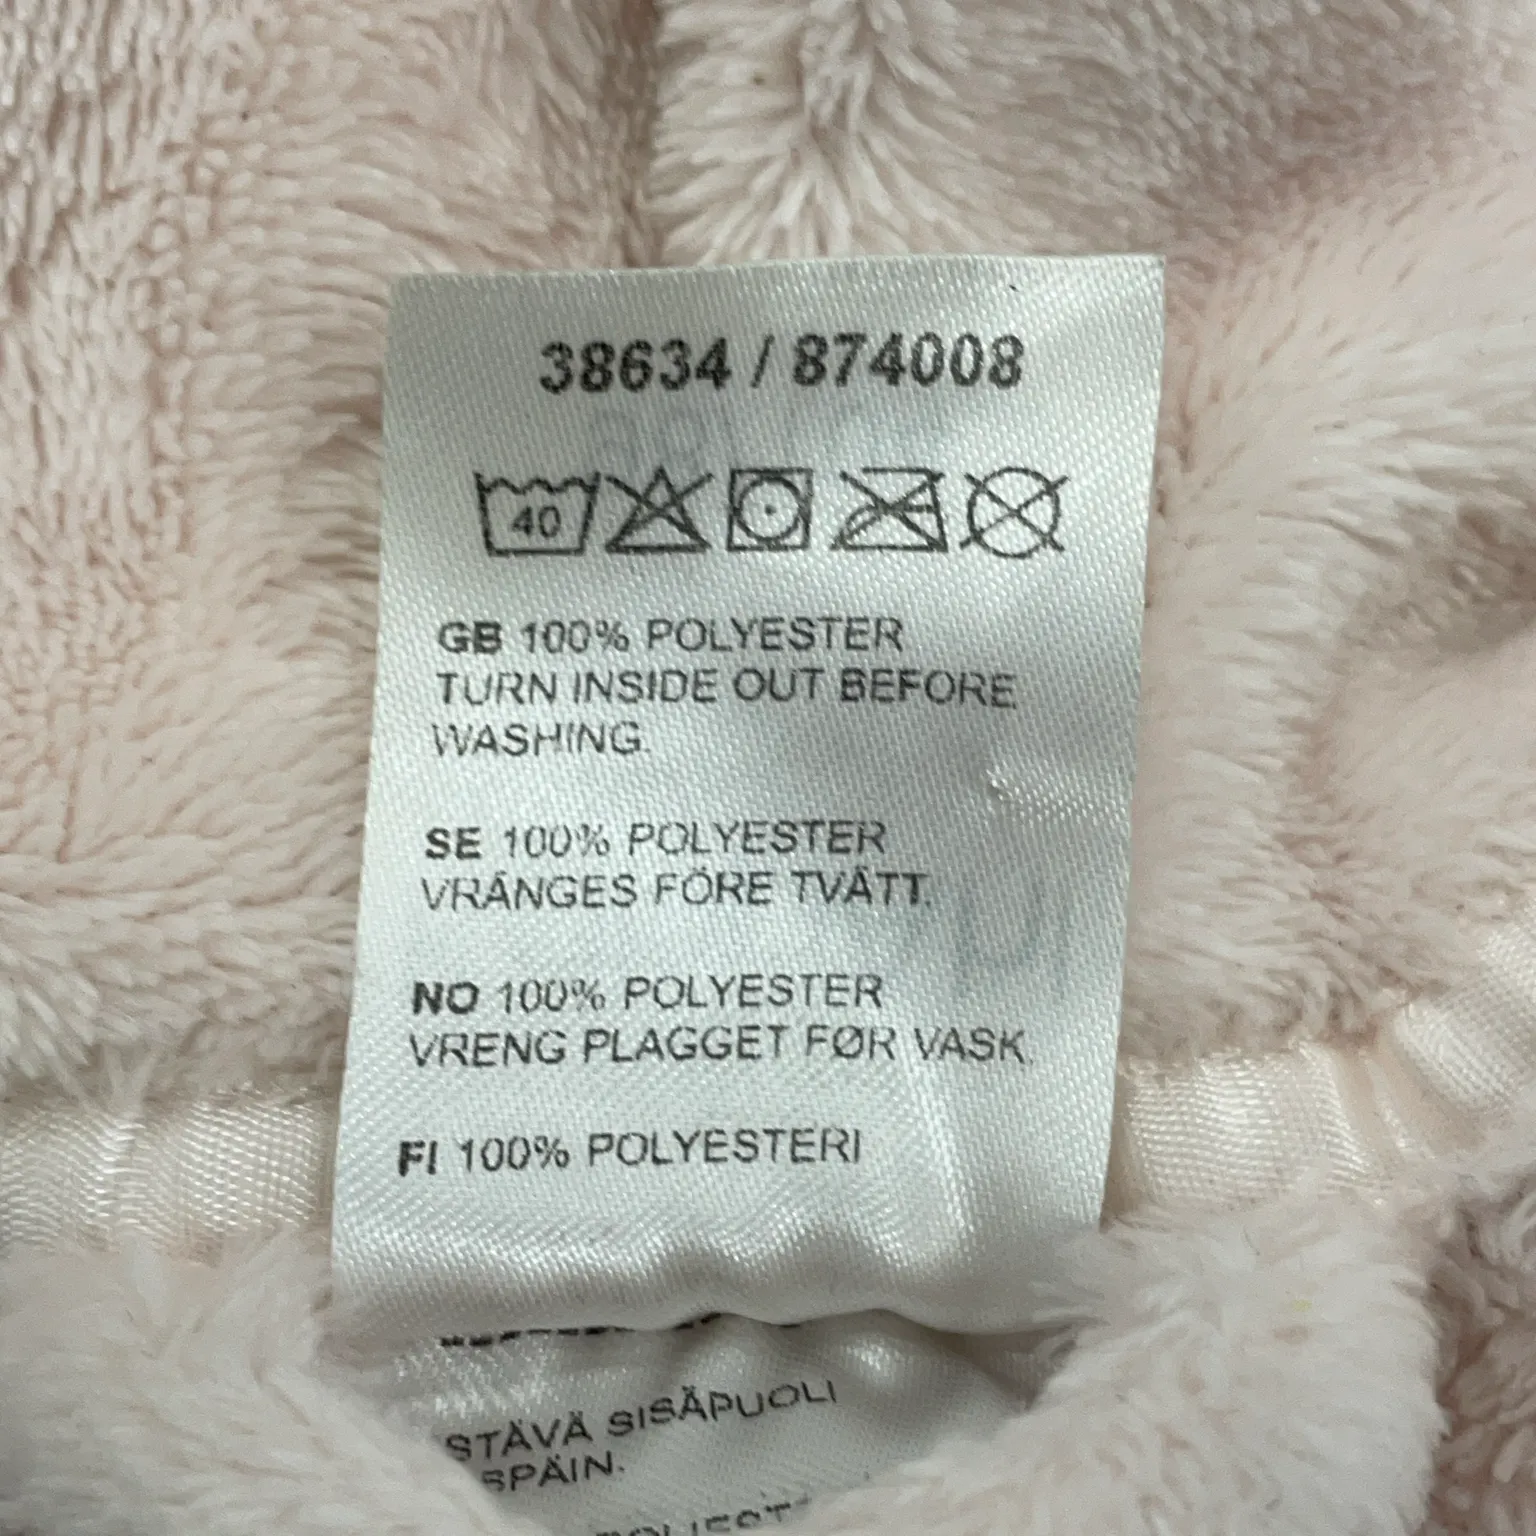 38634 / 874008
40
GB 100% POLYESTER
TURN INSIDE OUT BEFORE
WASHING.
SE 100% POLYESTER
VRÄNGES FÖRE TVÄTT.
NO 100% POLYESTER
VRENG PLAGGET FØR VASK.
FI 100% POLYESTERI
STÄVÄ SISÄPUOLI
SPÄIN.